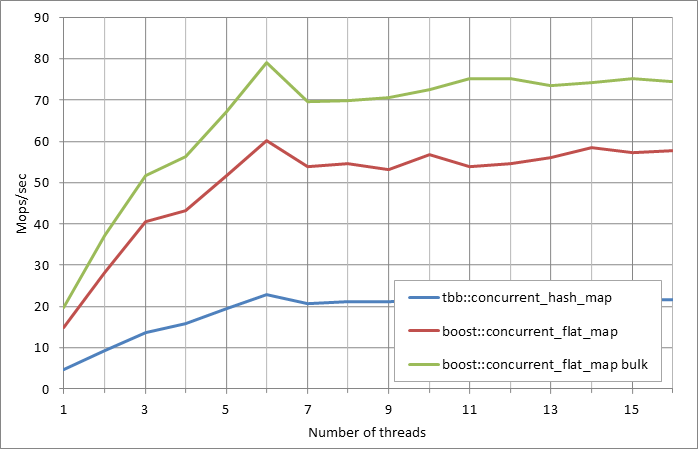 90
80
70
60
50
40
30
20
10
0
Mops/sec
tbb::concurrent_hash_map
boost::concurrent_flat_map
boost::concurrent_flat_map bulk
1 3 5 7 9 11 13 15
Number of threads